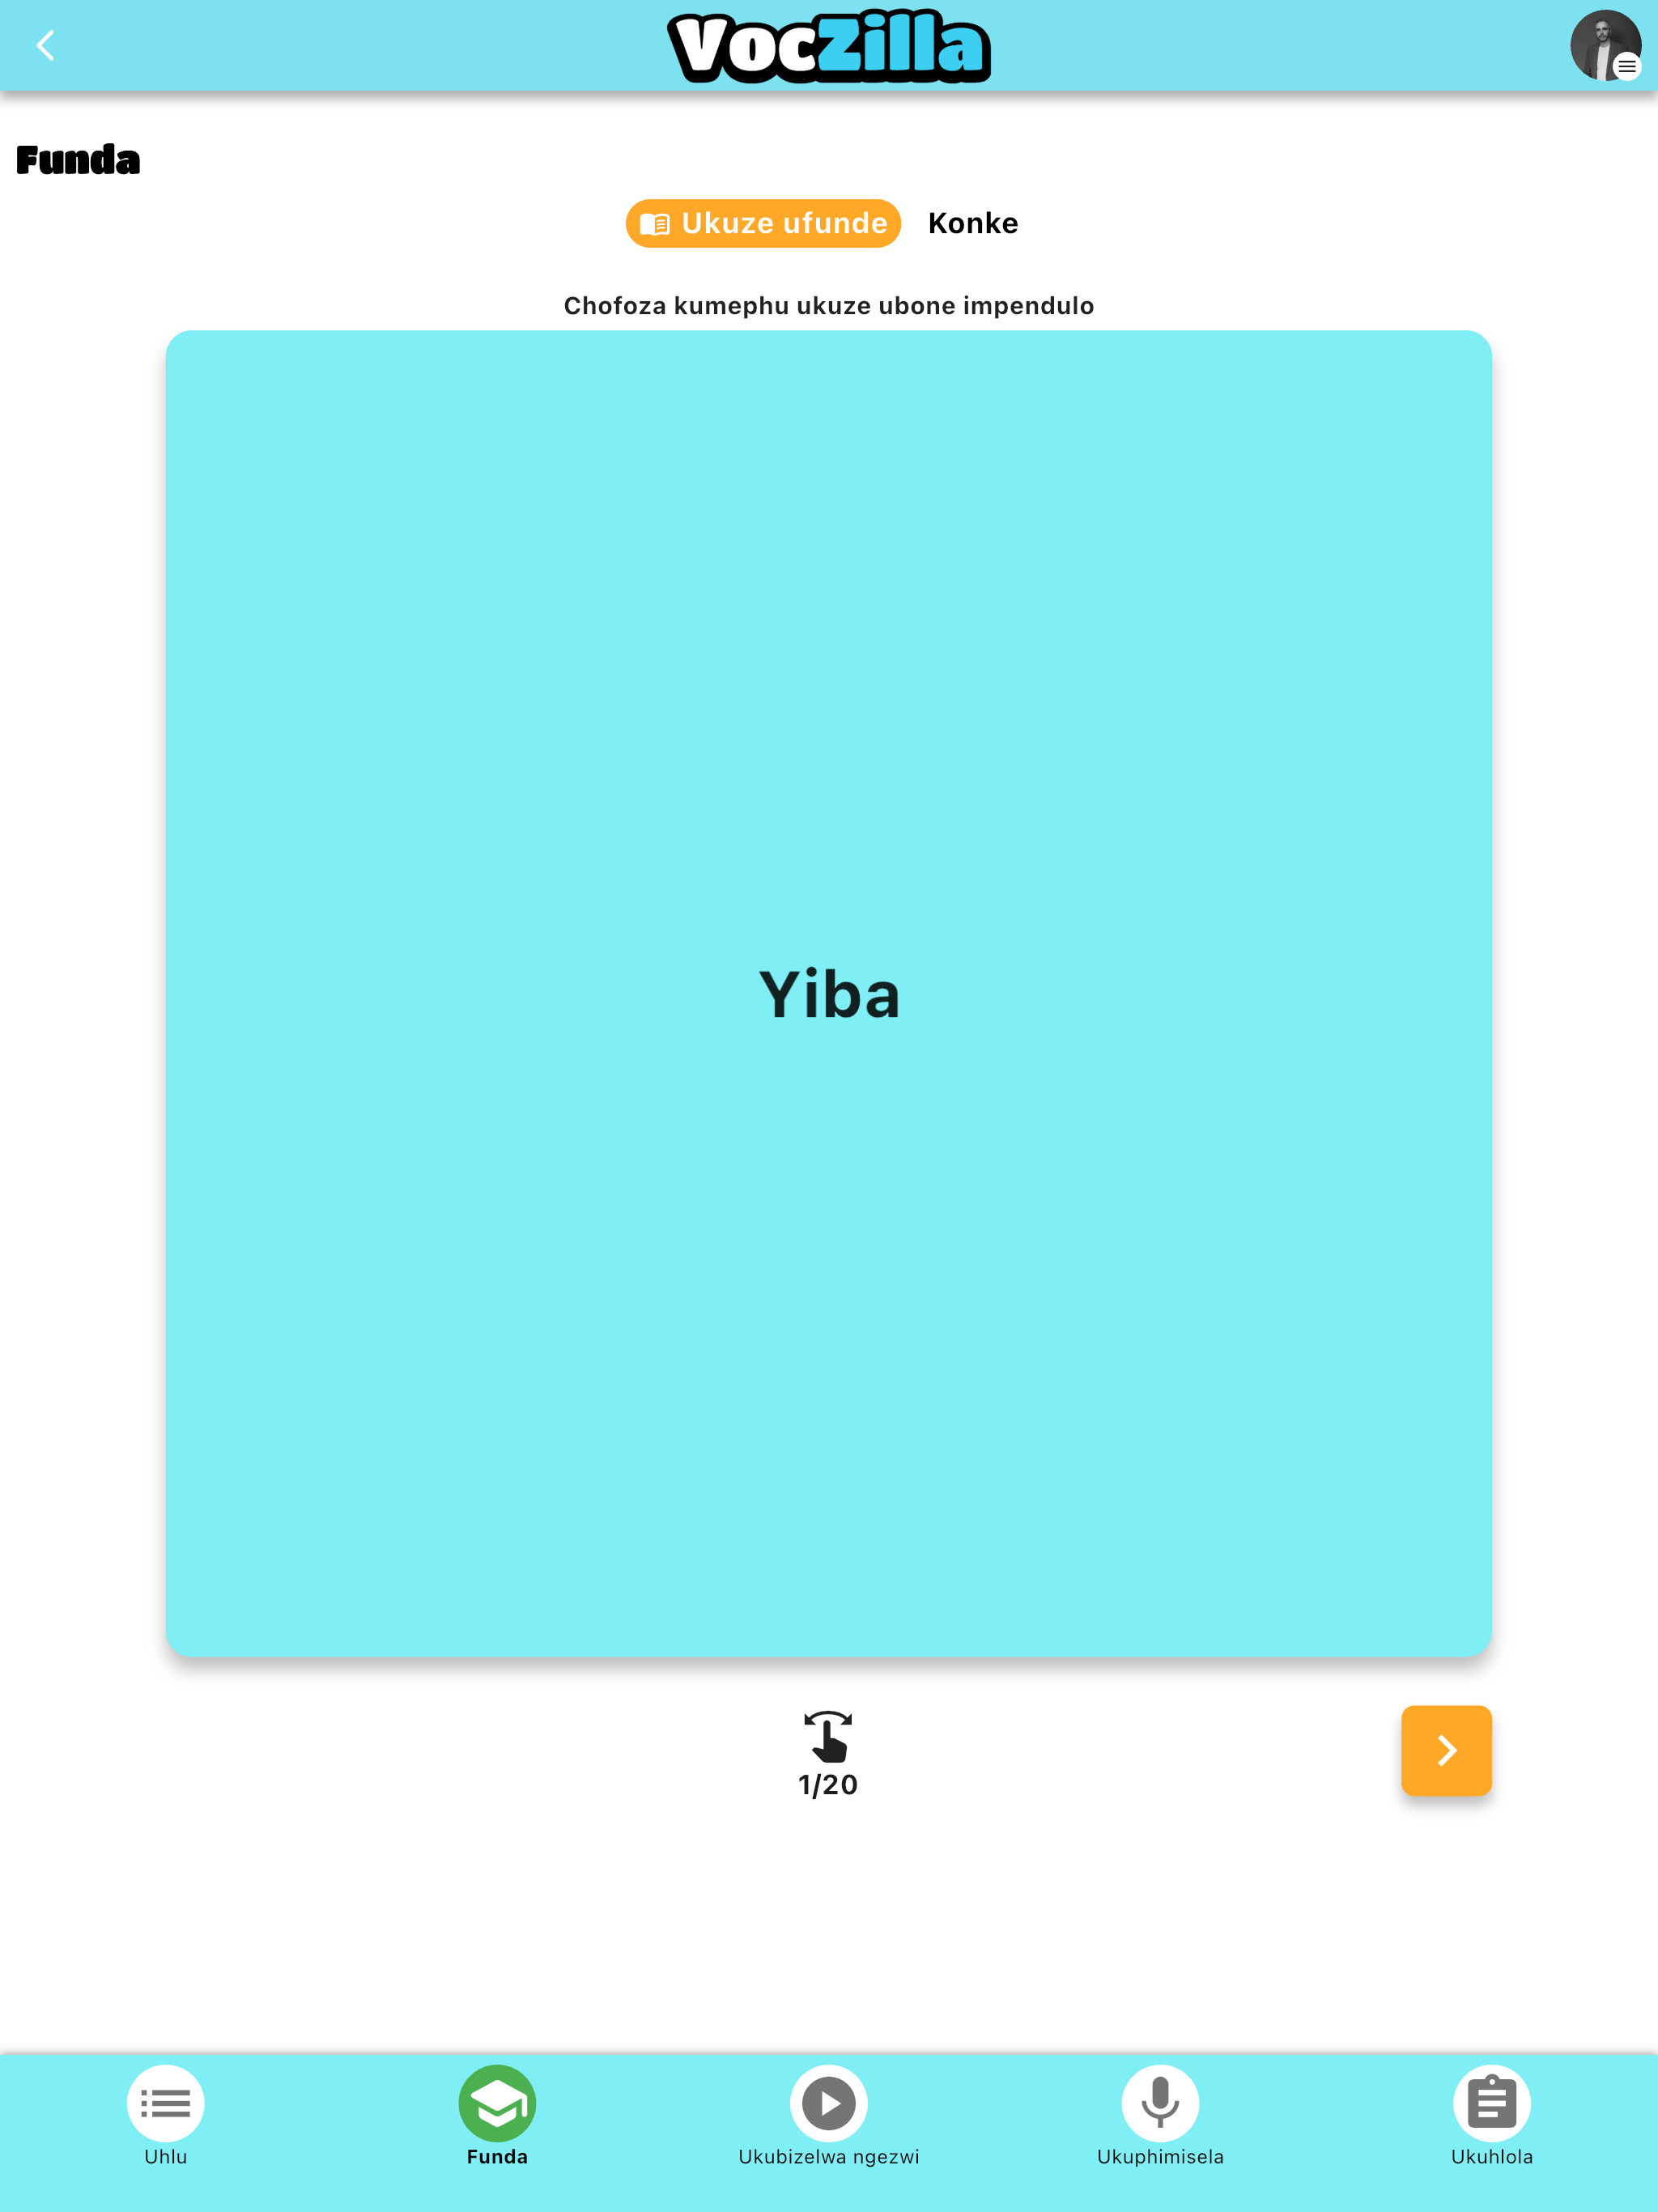 VocZilla
Funda
Ukuze ufunde
Konke
Chofoza kumephu ukuze ubone impendulo
Yiba
1/20
Uhlu
Funda
Ukubizelwa ngezwi
Ukuphimisela
Ukuhlola